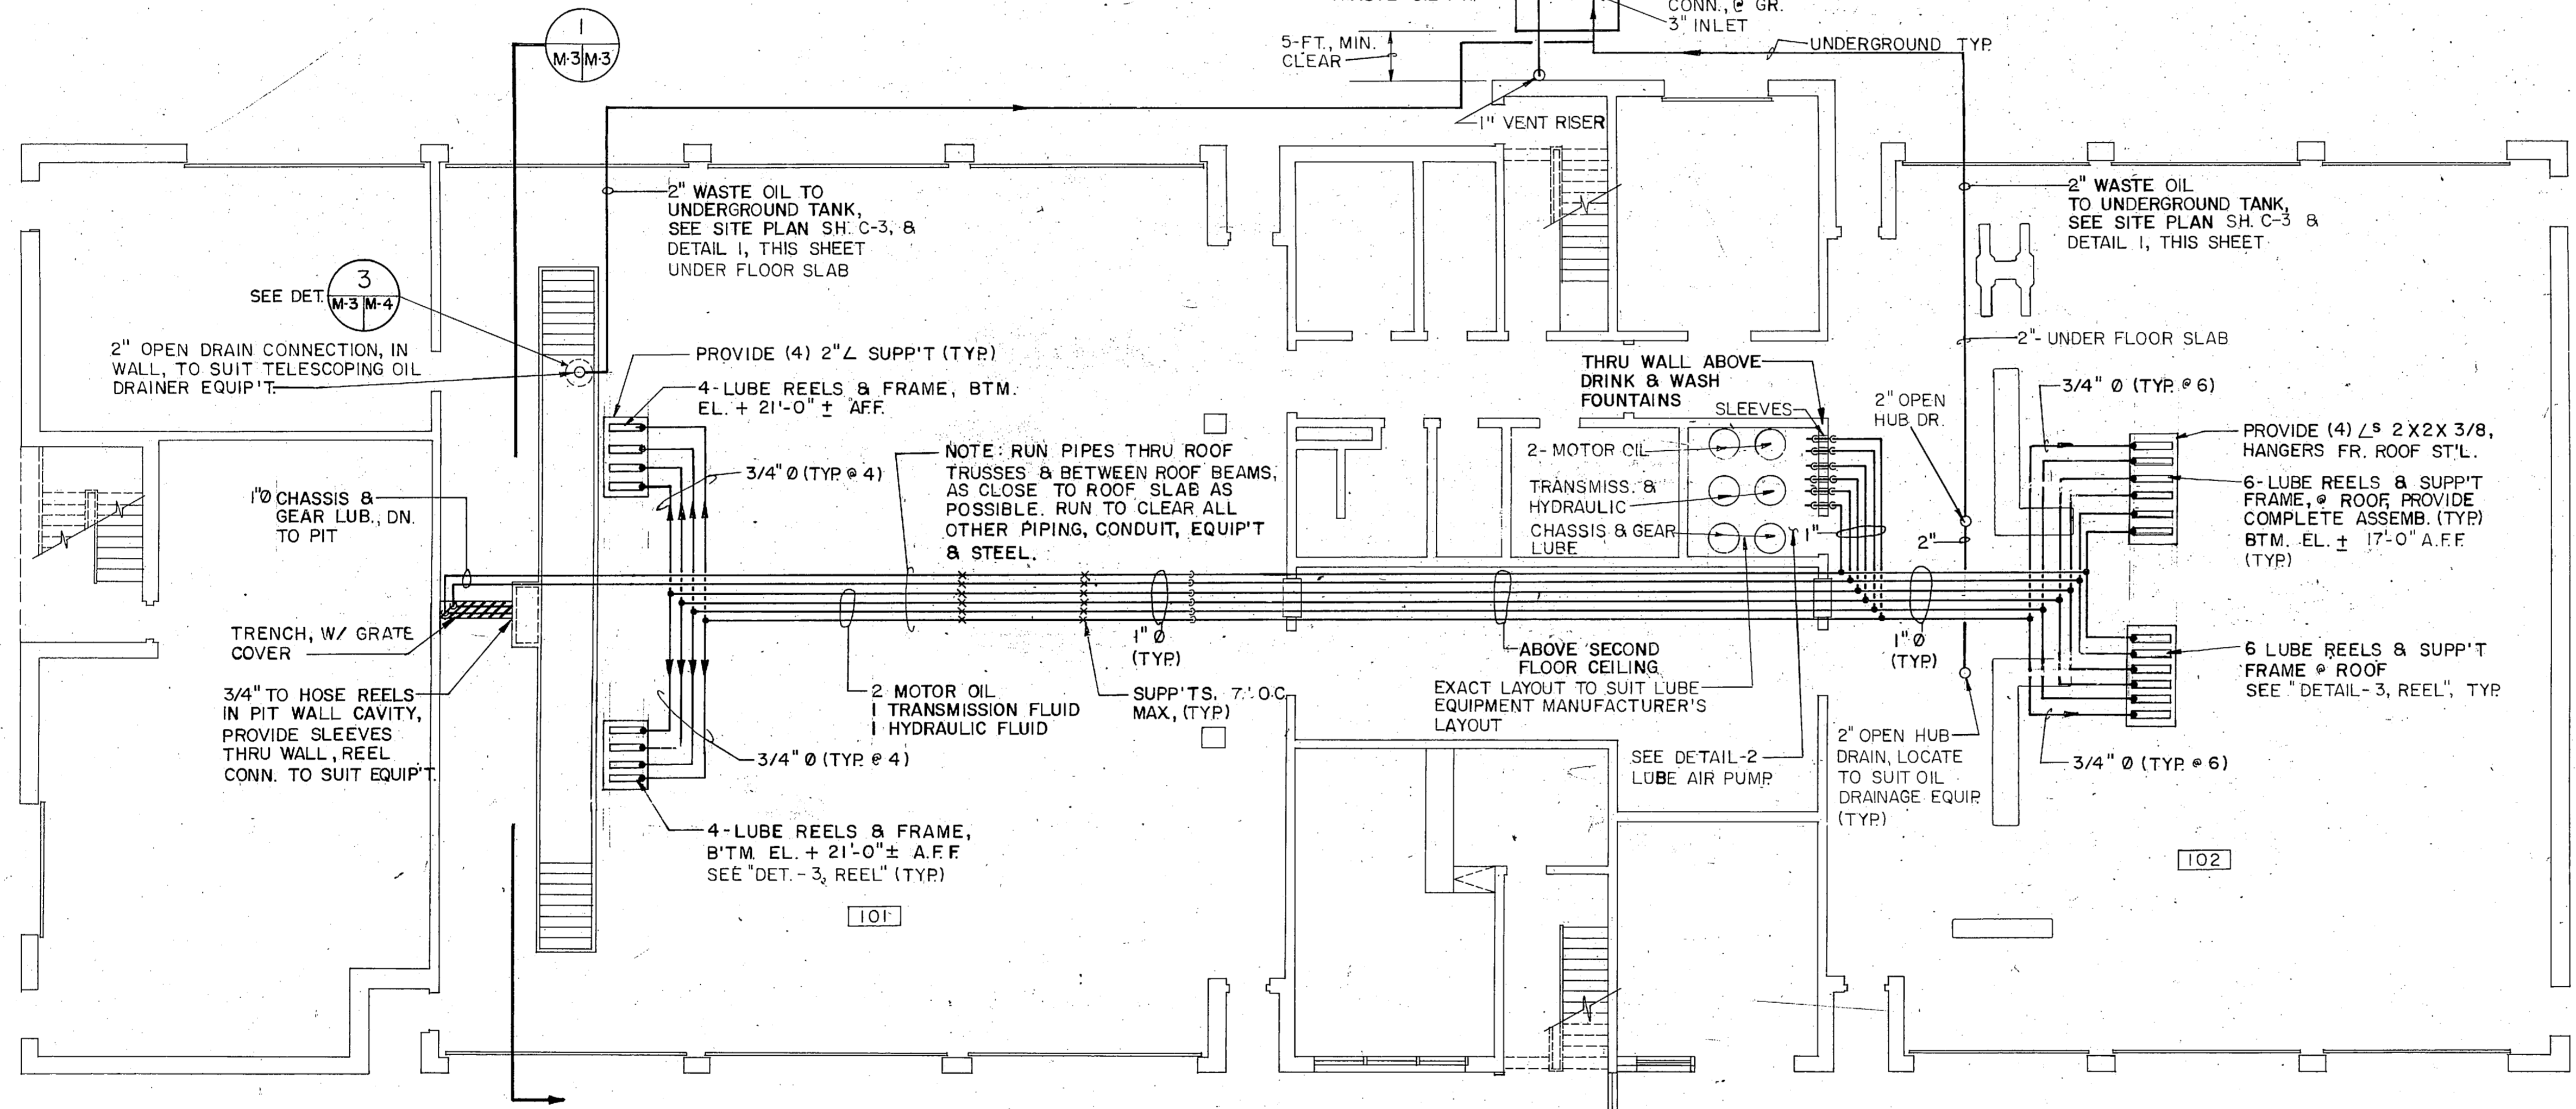 1
M-3 M-3
CONN., @ GR.
3" INLET
5-FT., MIN.
CLEAR
UNDERGROUND TYP.
1" VENT RISER
2" WASTE OIL TO
UNDERGROUND TANK,
SEE SITE PLAN SH. C-3, &
DETAIL 1, THIS SHEET
UNDER FLOOR SLAB
2" WASTE OIL
TO UNDERGROUND TANK,
SEE SITE PLAN SH. C-3 &
DETAIL 1, THIS SHEET
SEE DET.
3
M-3 M-4
2" OPEN DRAIN CONNECTION, IN
WALL, TO SUIT TELESCOPING OIL
DRAINER EQUIP'T.
PROVIDE (4) 2"∠ SUPP'T (TYP.)
4-LUBE REELS & FRAME, BTM.
EL. + 21'-0" ± A.F.F.
3/4" Ø (TYP. @ 4)
NOTE: RUN PIPES THRU ROOF
TRUSSES & BETWEEN ROOF BEAMS,
AS CLOSE TO ROOF SLAB AS
POSSIBLE. RUN TO CLEAR ALL
OTHER PIPING, CONDUIT, EQUIP'T
& STEEL.
1"Ø CHASSIS &
GEAR LUB., DN.
TO PIT
TRENCH, W/ GRATE
COVER
3/4" TO HOSE REELS
IN PIT WALL CAVITY,
PROVIDE SLEEVES
THRU WALL, REEL
CONN. TO SUIT EQUIP'T.
2 MOTOR OIL
1 TRANSMISSION FLUID
1 HYDRAULIC FLUID
3/4" Ø (TYP. @ 4)
4-LUBE REELS & FRAME,
B'TM. EL. + 21'-0"± A.F.F.
SEE "DET.-3, REEL" (TYP.)
101
1" Ø
(TYP.)
SUPP'TS, 7' O.C.
MAX, (TYP.)
THRU WALL ABOVE
DRINK & WASH
FOUNTAINS
SLEEVES
2- MOTOR OIL
TRANSMISS. &
HYDRAULIC
CHASSIS & GEAR
LUBE
1"
ABOVE SECOND
FLOOR CEILING
EXACT LAYOUT TO SUIT LUBE
EQUIPMENT MANUFACTURER'S
LAYOUT
SEE DETAIL-2
LUBE AIR PUMP
2" OPEN
HUB DR.
2"- UNDER FLOOR SLAB
2"
1" Ø
(TYP.)
2" OPEN HUB
DRAIN, LOCATE
TO SUIT OIL
DRAINAGE EQUIP.
(TYP.)
3/4" Ø (TYP. @ 6)
PROVIDE (4) ∠S 2X2X 3/8,
HANGERS FR. ROOF ST'L.
6-LUBE REELS & SUPP'T
FRAME, @ ROOF, PROVIDE
COMPLETE ASSEMB. (TYP.)
BTM. EL. ± 17'-0" A.F.F.
(TYP.)
6 LUBE REELS & SUPP'T
FRAME @ ROOF
SEE "DETAIL-3, REEL", TYP.
3/4" Ø (TYP. @ 6)
102